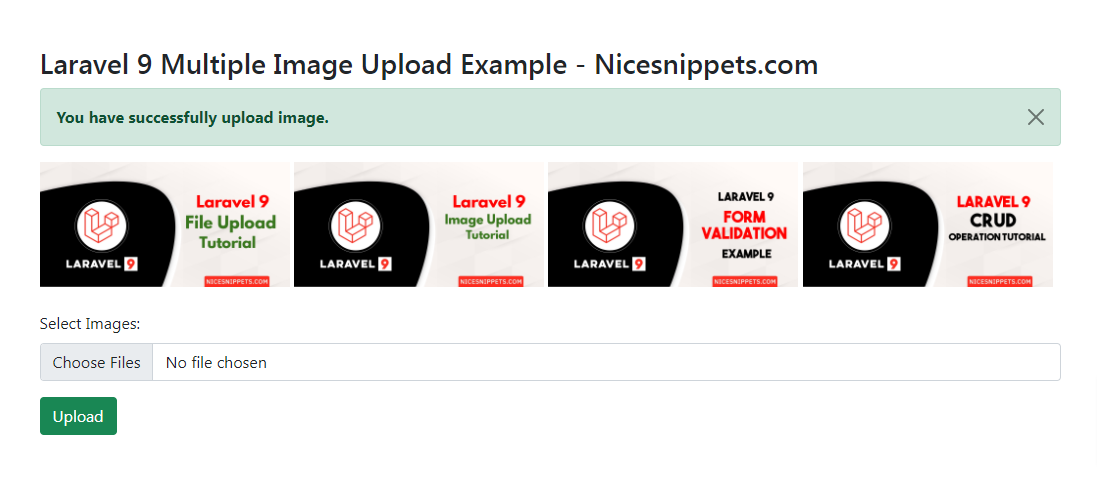 Laravel 9 Multiple Image Upload Example - Nicesnippets.com
You have successfully upload image.
Laravel 9
File Upload
Tutorial
LARAVEL 9
NICESNIPPETS.COM
Laravel 9
Image Upload
Tutorial
LARAVEL 9
NICESNIPPETS.COM
LARAVEL 9
FORM
VALIDATION
EXAMPLE
LARAVEL 9
NICESNIPPETS.COM
LARAVEL 9
CRUD
OPERATION TUTORIAL
LARAVEL 9
NICESNIPPETS.COM
Select Images:
Choose Files No file chosen
Upload